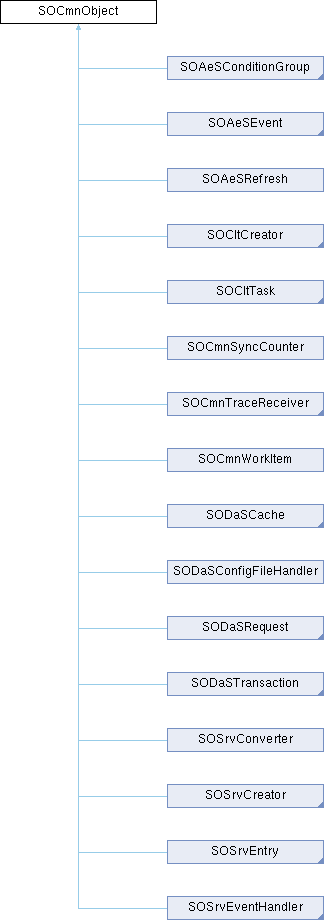 SOCmnObject
SOAeSConditionGroup
SOAeSEvent
SOAeSRefresh
SOCltCreator
SOCltTask
SOCmnSyncCounter
SOCmnTraceReceiver
SOCmnWorkItem
SODaSCache
SODaSConfigFileHandler
SODaSRequest
SODaSTransaction
SOSrvConverter
SOSrvCreator
SOSrvEntry
SOSrvEventHandler